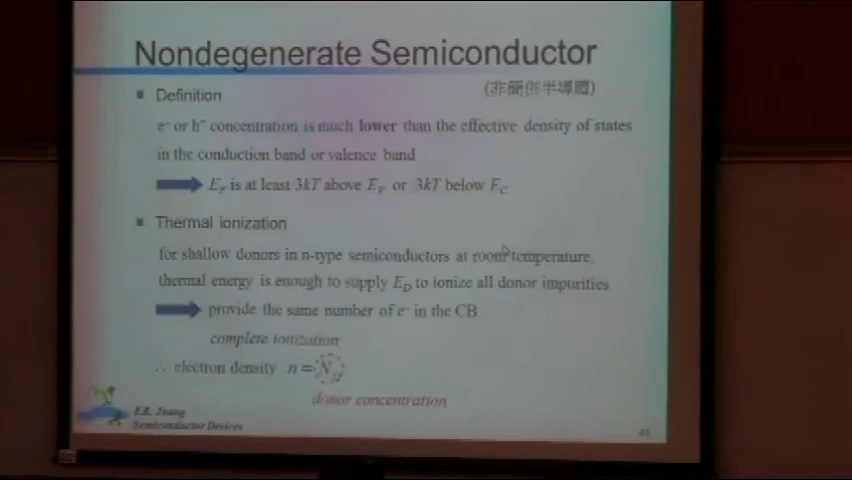 Nondegenerate Semiconductor
(非簡併半導體)
▪ Definition
e⁻ or h⁺ concentration is much lower than the effective density of states
in the conduction band or valence band
E_F is at least 3kT above E_V or 3kT below E_C
▪ Thermal ionization
for shallow donors in n-type semiconductors at room temperature,
thermal energy is enough to supply E_D to ionize all donor impurities
provide the same number of e⁻ in the CB
complete ionization
∴ electron density n = N_D
donor concentration
Semiconductor Devices